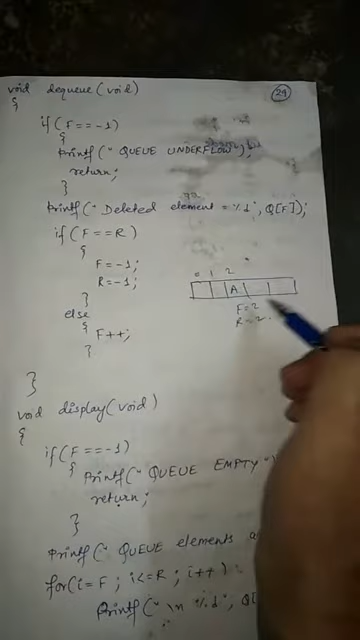 24
void dequeue(void)
{
if(F==-1)
{
printf(" QUEUE UNDERFLOW");
return;
}
printf(" Deleted element = %d", Q[F]);
if(F==R)
{
F=-1;
R=-1;
}
else
{
F++;
}
}
0 1 2
A
F=2
R=2
void display(void)
{
if(F==-1)
{ printf(" QUEUE EMPTY"
return;
}
printf(" QUEUE elements
for(i=F ; i<=R ; i++)
printf(" \n %d", Q[